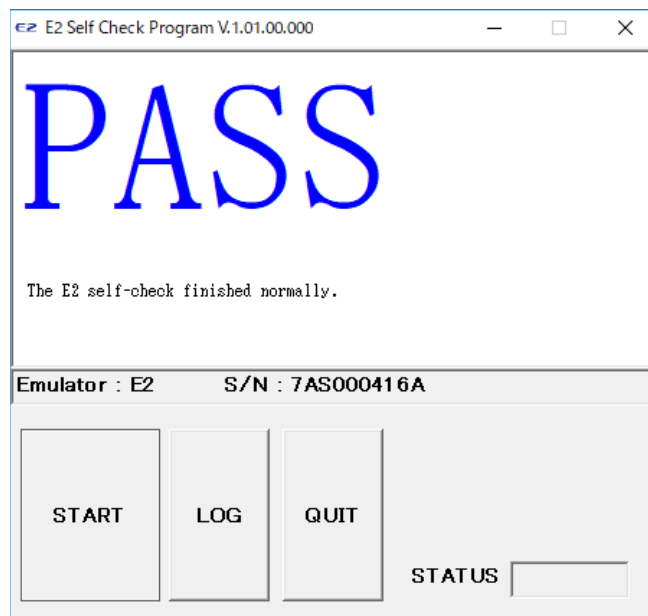 E2 E2 Self Check Program V.1.01.00.000
PASS
The E2 self-check finished normally.
Emulator : E2 S/N : 7AS000416A
START LOG QUIT
STATUS